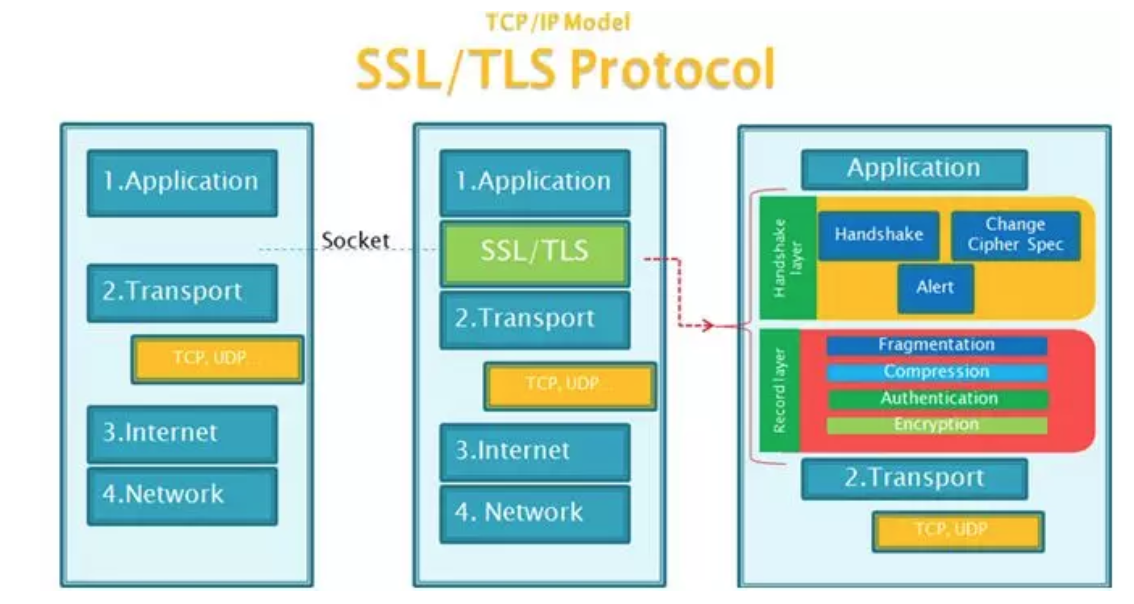 TCP/IP Model
SSL/TLS Protocol
1.Application
Socket
2.Transport
TCP, UDP...
3.Internet
4.Network
1.Application
SSL/TLS
2.Transport
TCP, UDP...
3.Internet
4. Network
Application
Handshake layer
Handshake
Change
Cipher Spec
Alert
Record layer
Fragmentation
Compression
Authentication
Encryption
2.Transport
TCP, UDP